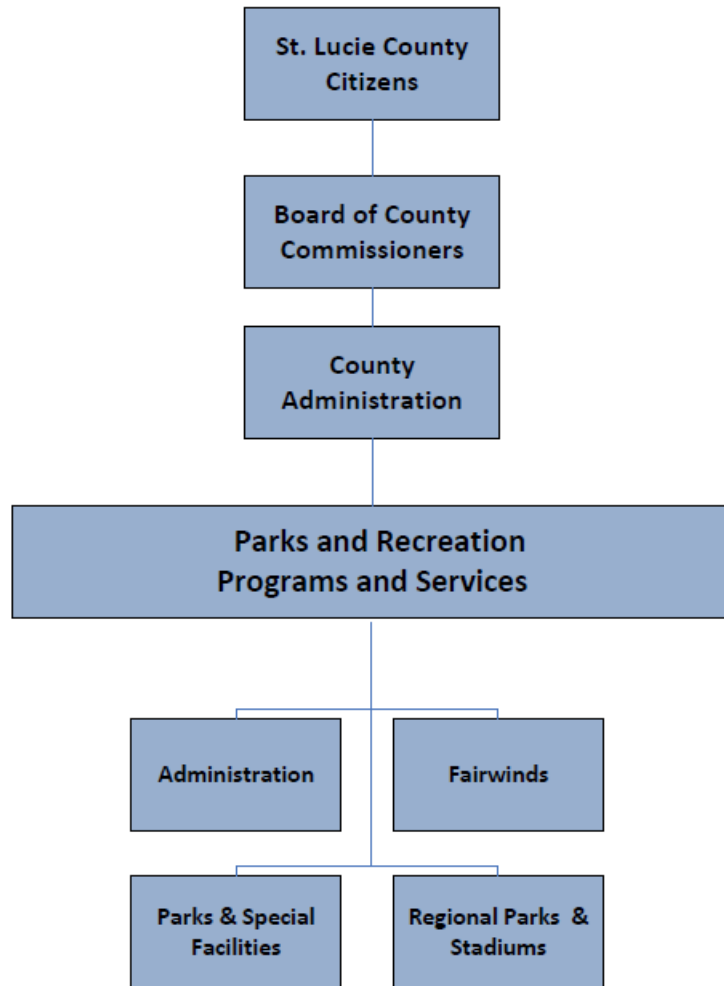 St. Lucie County
Citizens
Board of County
Commissioners
County
Administration
Parks and Recreation
Programs and Services
Administration
Fairwinds
Parks & Special
Facilities
Regional Parks &
Stadiums